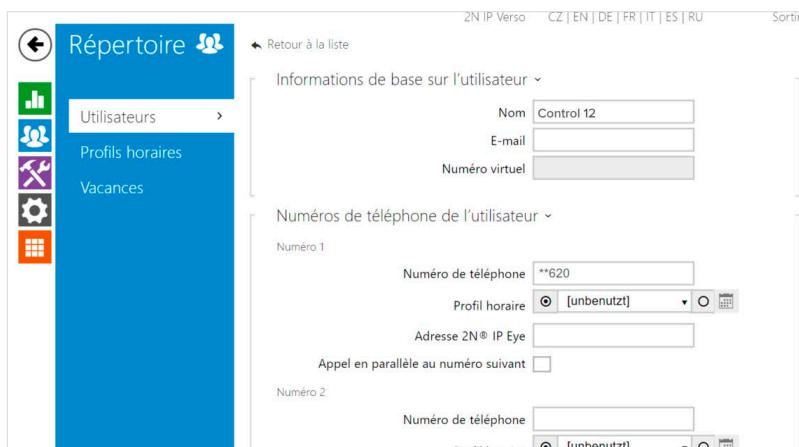 2N IP Verso CZ | EN | DE | FR | IT | ES | RU
Répertoire
Retour à la liste
Utilisateurs
Profils horaires
Vacances
Informations de base sur l'utilisateur
Nom Control 12
E-mail
Numéro virtuel
Numéros de téléphone de l'utilisateur
Numéro 1
Numéro de téléphone **620
Profil horaire [unbenutzt]
Adresse 2N® IP Eye
Appel en parallèle au numéro suivant
Numéro 2
Numéro de téléphone
[unbenutzt]